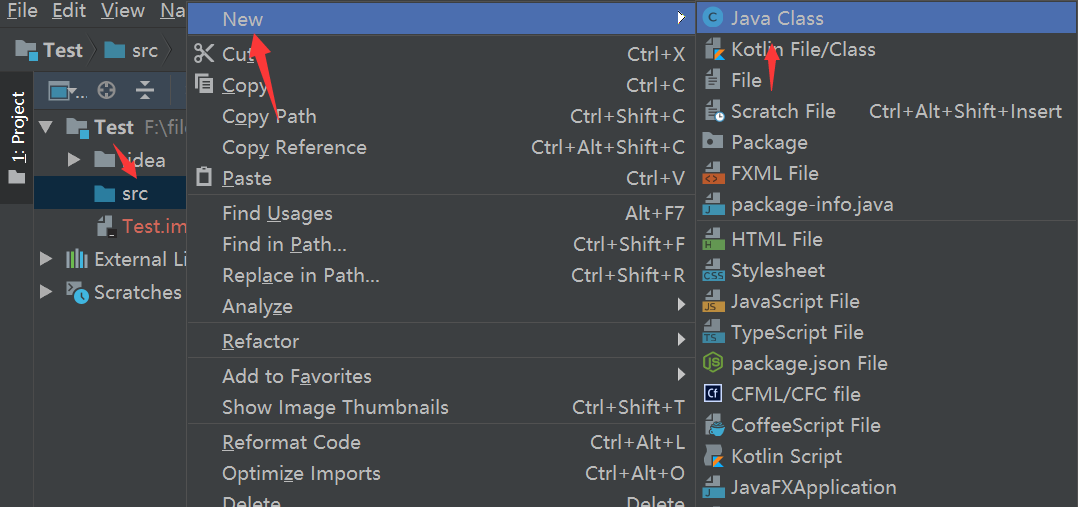 File Edit View Na
Test src
1: Project
Test F:\file
.idea
src
Test.im
External Li
Scratches
New
Cut Ctrl+X
Copy Ctrl+C
Copy Path Ctrl+Shift+C
Copy Reference Ctrl+Alt+Shift+C
Paste Ctrl+V
Find Usages Alt+F7
Find in Path... Ctrl+Shift+F
Replace in Path... Ctrl+Shift+R
Analyze
Refactor
Add to Favorites
Show Image Thumbnails Ctrl+Shift+T
Reformat Code Ctrl+Alt+L
Optimize Imports Ctrl+Alt+O
Delete Delete
Java Class
Kotlin File/Class
File
Scratch File Ctrl+Alt+Shift+Insert
Package
FXML File
package-info.java
HTML File
Stylesheet
JavaScript File
TypeScript File
package.json File
CFML/CFC file
CoffeeScript File
Kotlin Script
JavaFXApplication